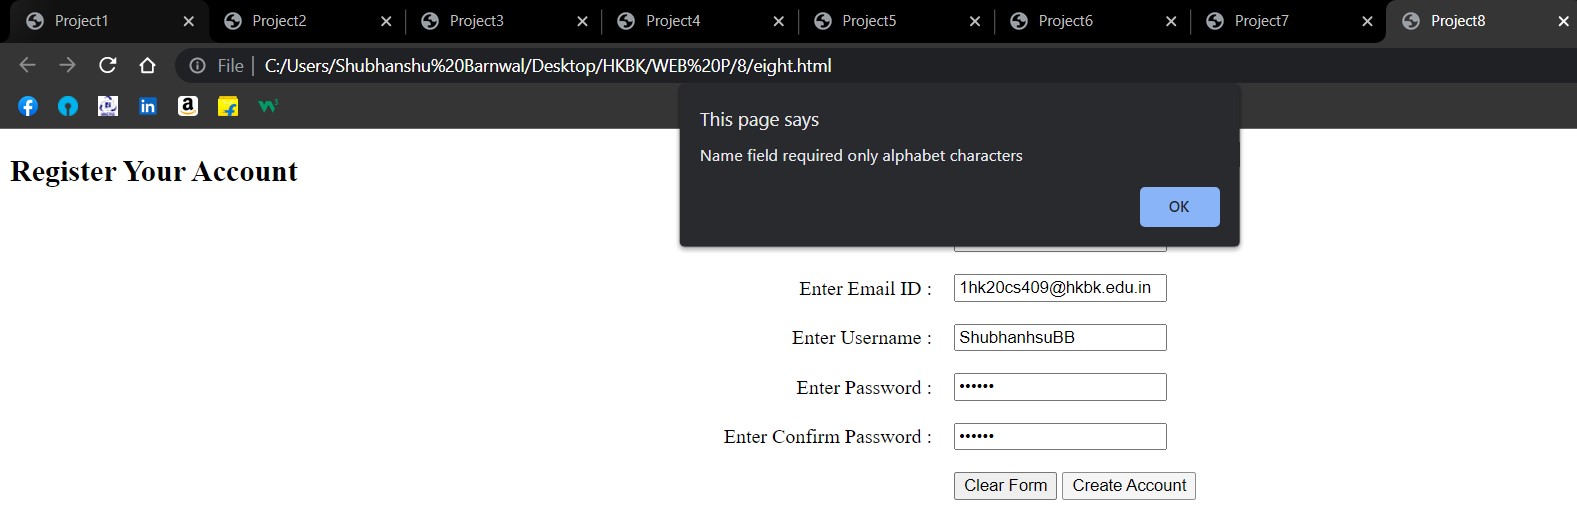 Project1 Project2 Project3 Project4 Project5 Project6 Project7 Project8
File C:/Users/Shubhanshu%20Barnwal/Desktop/HKBK/WEB%20P/8/eight.html
This page says
Name field required only alphabet characters
OK
Register Your Account
Enter Email ID : 1hk20cs409@hkbk.edu.in
Enter Username : ShubhanhsuBB
Enter Password : ••••••
Enter Confirm Password : ••••••
Clear Form Create Account